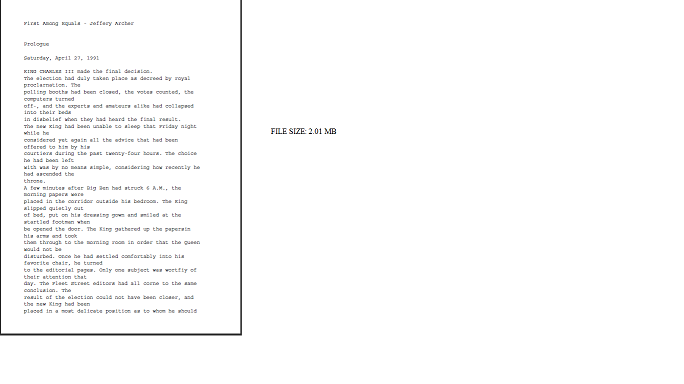 First Among Equals - Jeffery Archer
Prologue
Saturday, April 27, 1991
KING CHARLES III made the final decision.
The election had duly taken place as decreed by royal
proclamation. The
polling booths had been closed, the votes counted, the
computers turned
off-, and the experts and amateurs alike had collapsed
into their beds
in disbelief when they had heard the final result.
The new King had been unable to sleep that Friday night
while he
considered yet again all the advice that had been
offered to him by his
courtiers during the past twenty-four hours. The choice
he had been left
with was by no means simple, considering how recently he
had ascended the
throne.
A few minutes after Big Ben had struck 6 A.M., the
morning papers were
placed in the corridor outside his bedroom. The King
slipped quietly out
of bed, put on his dressing gown and smiled at the
startled footman when
be opened the door. The King gathered up the papersin
his arms and took
them through to the morning room in order that the Queen
would not be
disturbed. Once he had settled comfortably into his
favorite chair, he turned
to the editorial pages. Only one subject was wortfiy of
their attention that
day. The Fleet Street editors had all corne to the same
conclusion. The
result of the election could not have been closer, and
the new King had been
placed in a most delicate position as to whom he should
FILE SIZE: 2.01 MB